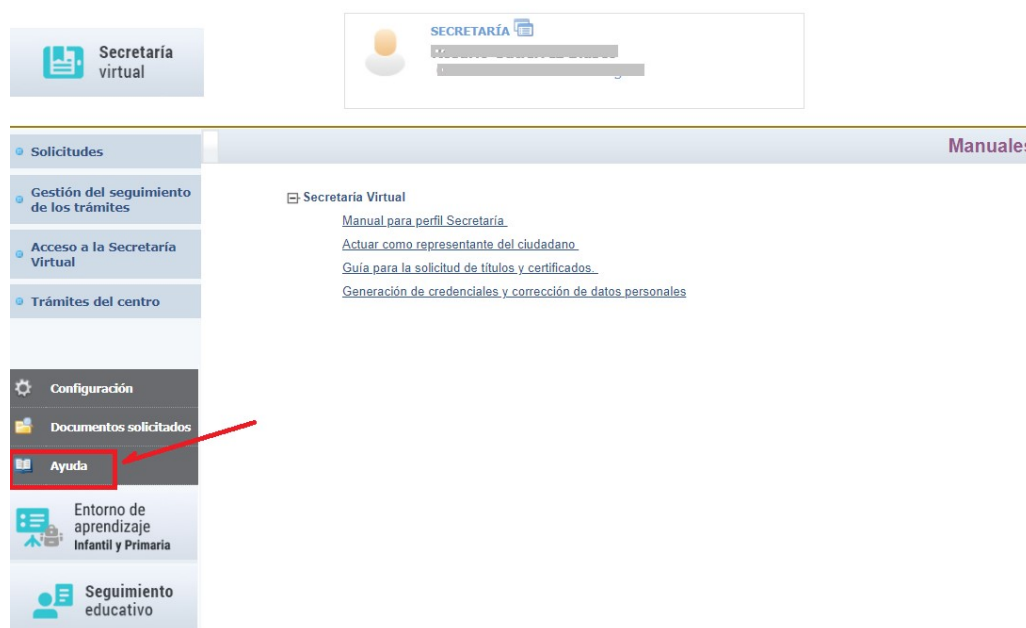 Secretaría
virtual
SECRETARÍA
Manuales
Solicitudes
Gestión del seguimiento
de los trámites
Acceso a la Secretaría
Virtual
Trámites del centro
Secretaría Virtual
Manual para perfil Secretaría
Actuar como representante del ciudadano
Guía para la solicitud de títulos y certificados.
Generación de credenciales y corrección de datos personales
Configuración
Documentos solicitados
Ayuda
Entorno de
aprendizaje
Infantil y Primaria
Seguimiento
educativo